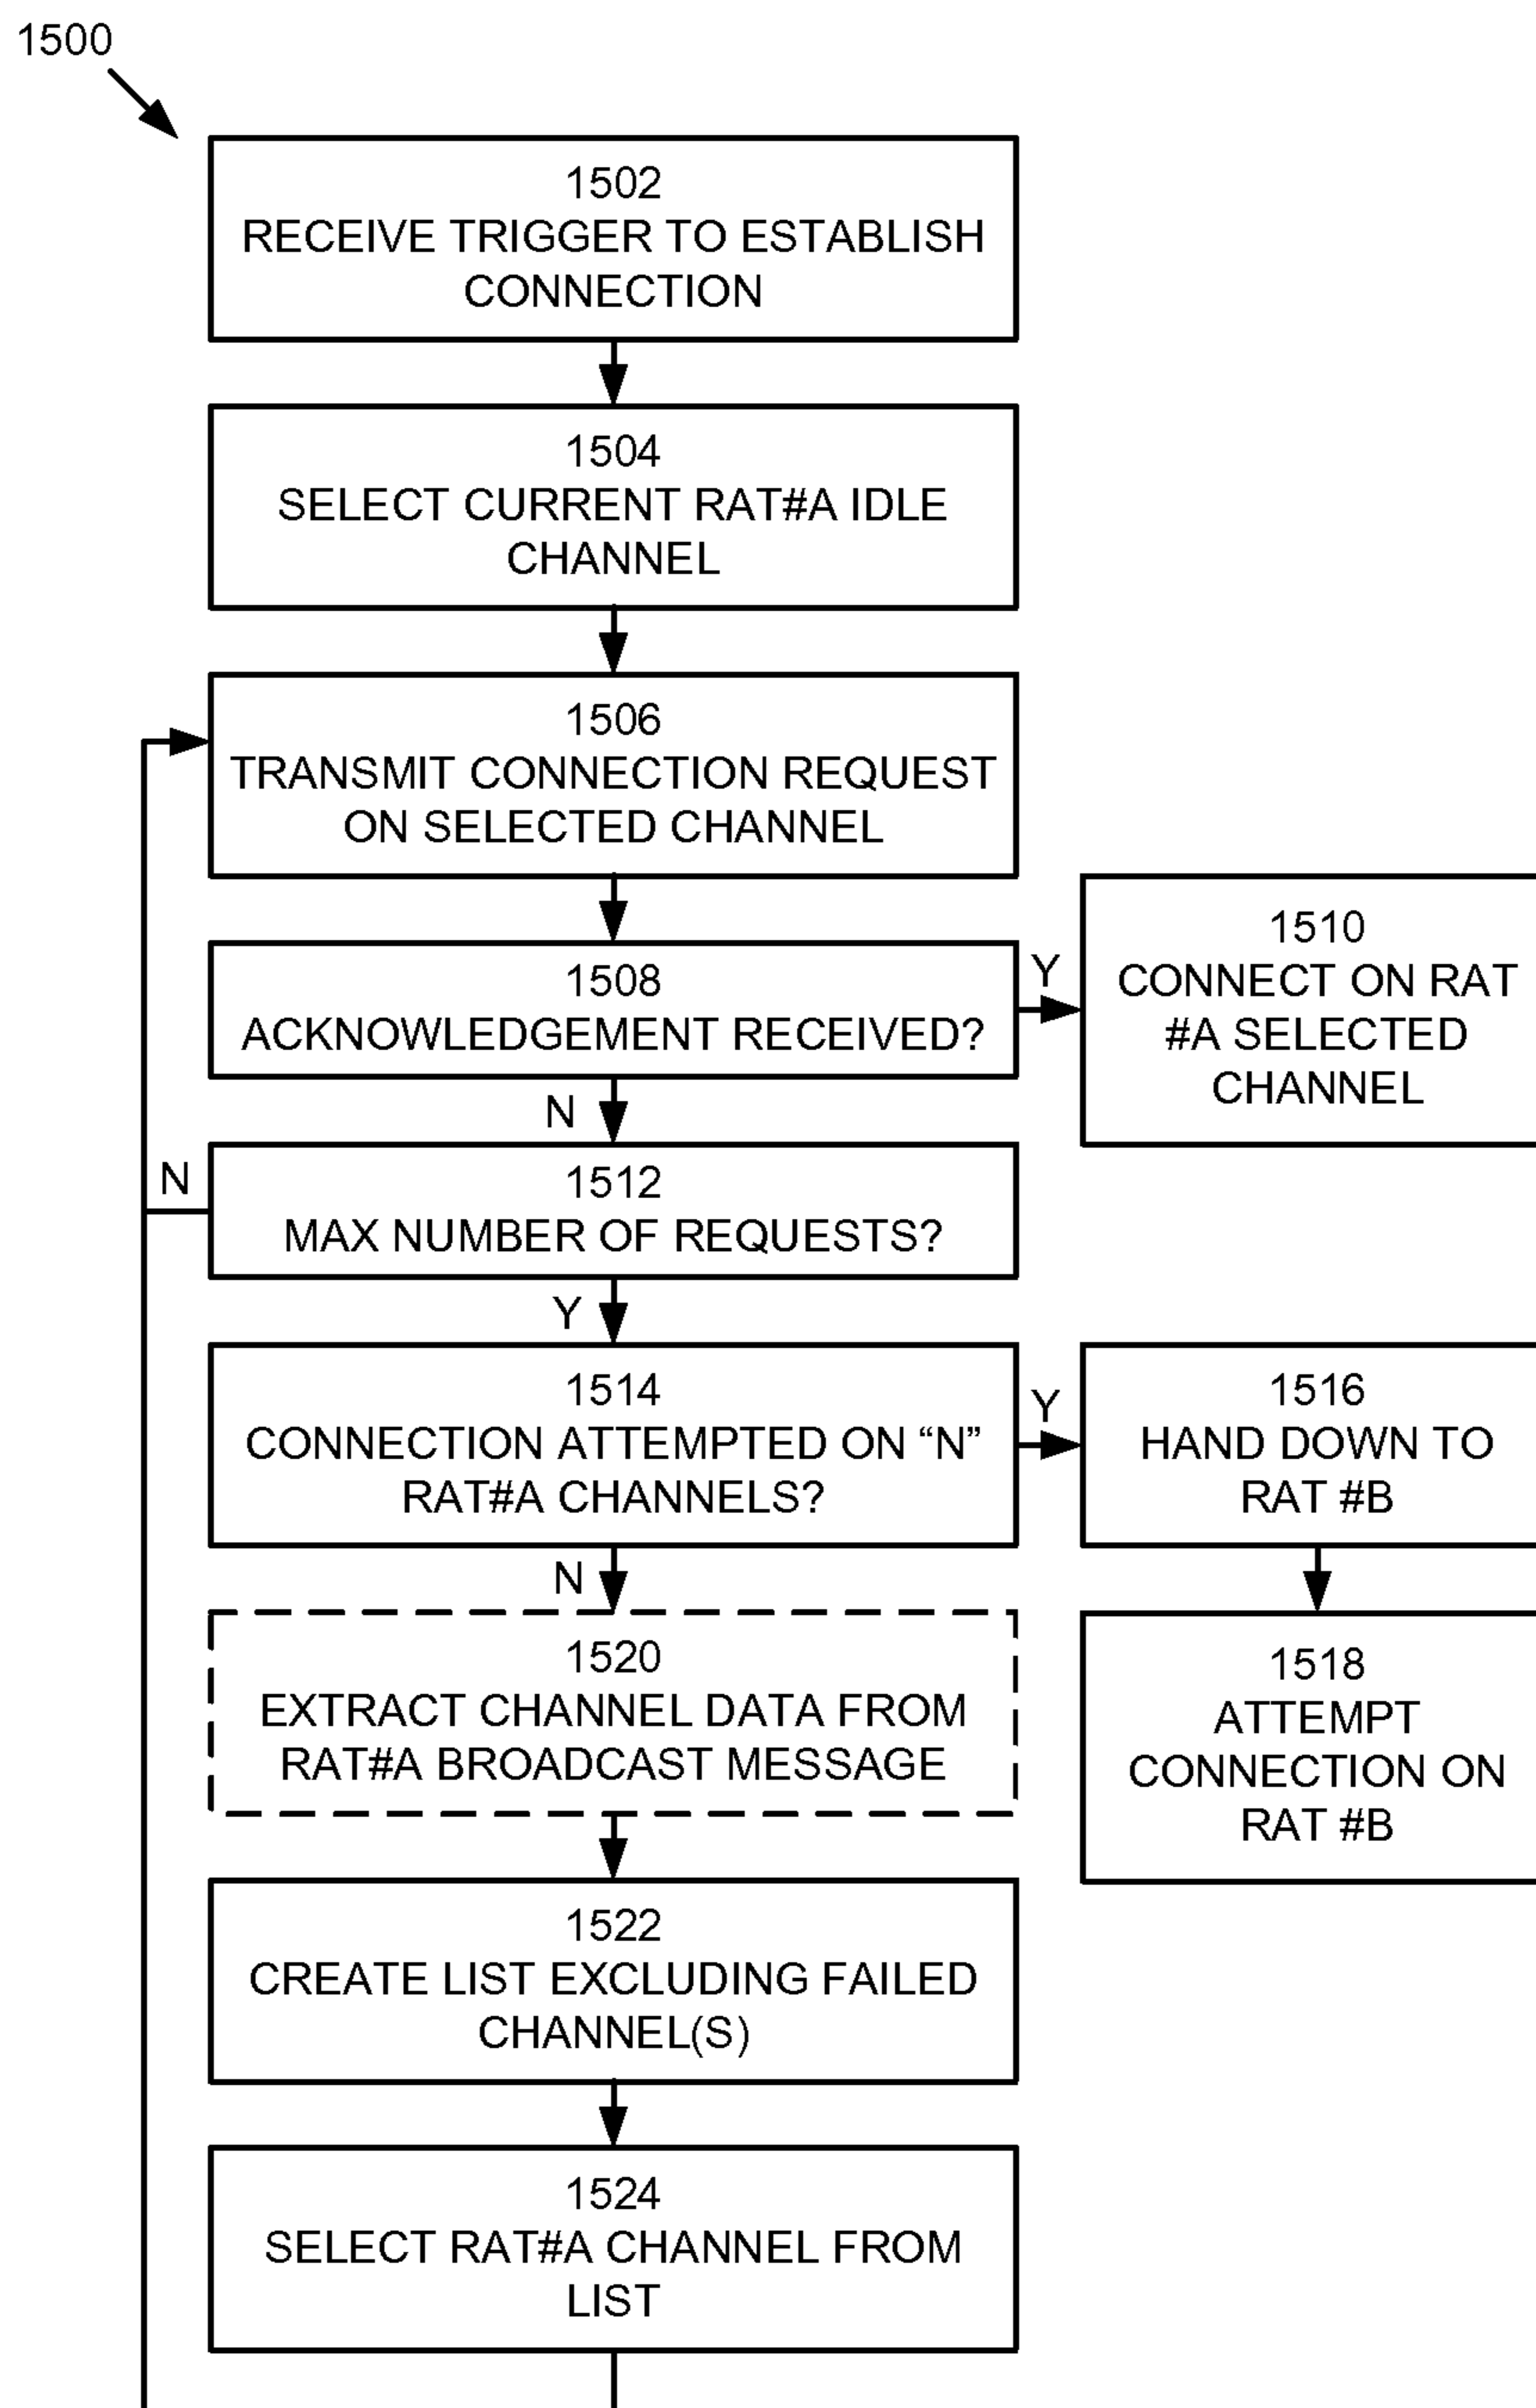 1500
1502
RECEIVE TRIGGER TO ESTABLISH
CONNECTION
1504
SELECT CURRENT RAT#A IDLE
CHANNEL
1506
TRANSMIT CONNECTION REQUEST
ON SELECTED CHANNEL
1508
ACKNOWLEDGEMENT RECEIVED?
Y
1510
CONNECT ON RAT
#A SELECTED
CHANNEL
N
N
1512
MAX NUMBER OF REQUESTS?
Y
1514
CONNECTION ATTEMPTED ON “N”
RAT#A CHANNELS?
Y
1516
HAND DOWN TO
RAT #B
1518
ATTEMPT
CONNECTION ON
RAT #B
N
1520
EXTRACT CHANNEL DATA FROM
RAT#A BROADCAST MESSAGE
1522
CREATE LIST EXCLUDING FAILED
CHANNEL(S)
1524
SELECT RAT#A CHANNEL FROM
LIST